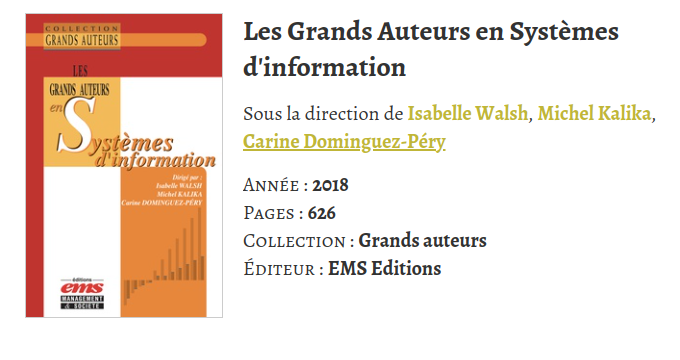 COLLECTION
GRANDS AUTEURS
LES
GRANDS AUTEURS
en
Systèmes
d'information
Dirigé par :
Isabelle WALSH
Michel KALIKA
Carine DOMINGUEZ-PÉRY
éditions
ems
MANAGEMENT
& SOCIÉTÉ
Les Grands Auteurs en Systèmes
d'information
Sous la direction de Isabelle Walsh, Michel Kalika,
Carine Dominguez-Péry
Année : 2018
Pages : 626
Collection : Grands auteurs
Éditeur : EMS Editions